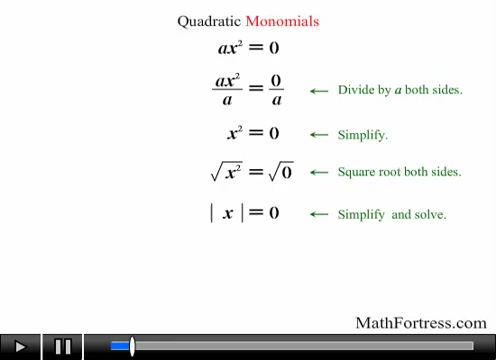 Quadratic Monomials
ax² = 0
ax²/a = 0/a ← Divide by a both sides.
x² = 0 ← Simplify.
√x² = √0 ← Square root both sides.
| x | = 0 ← Simplify and solve.
MathFortress.com